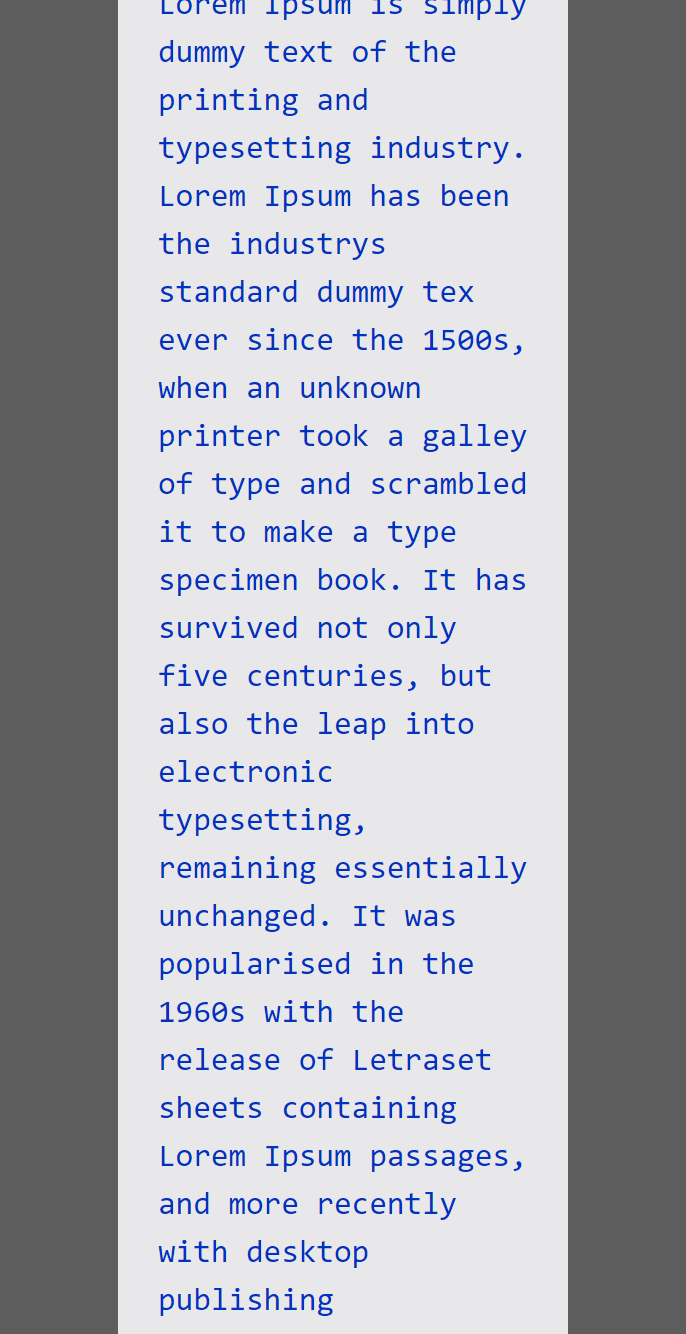 Lorem Ipsum is simply
dummy text of the
printing and
typesetting industry.
Lorem Ipsum has been
the industrys
standard dummy tex
ever since the 1500s,
when an unknown
printer took a galley
of type and scrambled
it to make a type
specimen book. It has
survived not only
five centuries, but
also the leap into
electronic
typesetting,
remaining essentially
unchanged. It was
popularised in the
1960s with the
release of Letraset
sheets containing
Lorem Ipsum passages,
and more recently
with desktop
publishing